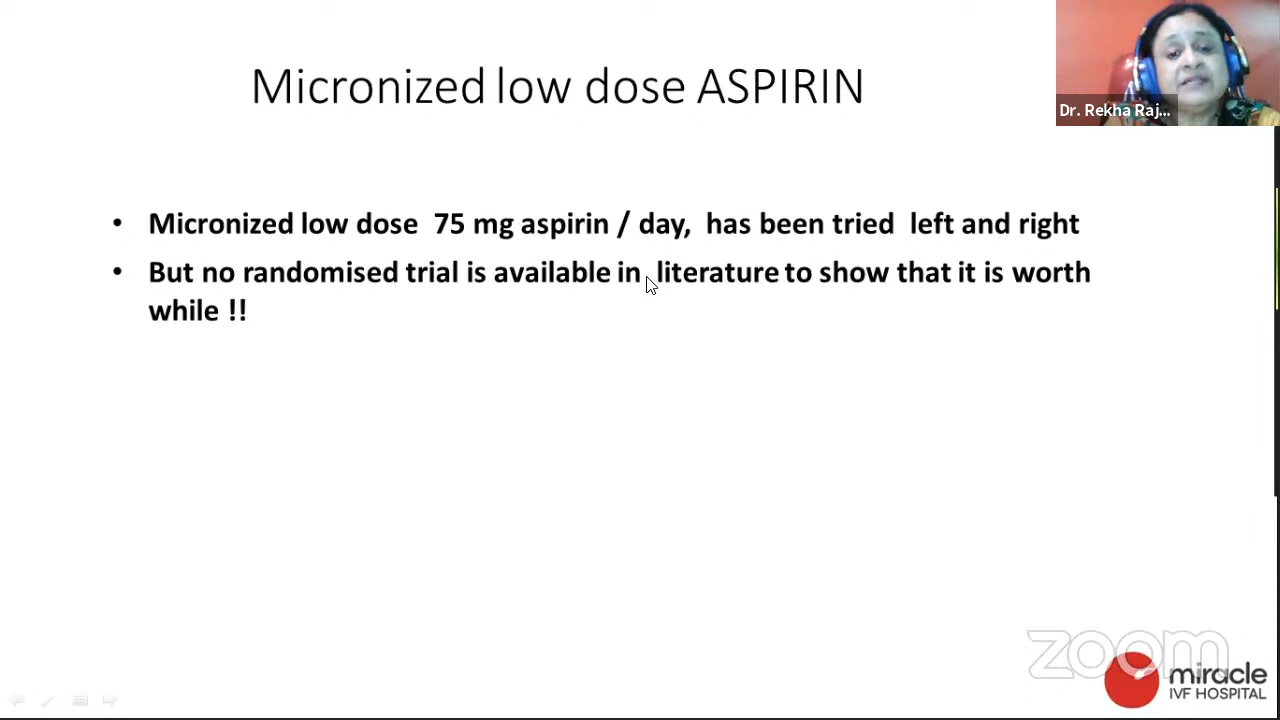 Micronized low dose ASPIRIN
Dr. Rekha Raj...
• Micronized low dose 75 mg aspirin / day, has been tried left and right
• But no randomised trial is available in literature to show that it is worth
while !!
zoom
miracle
IVF HOSPITAL